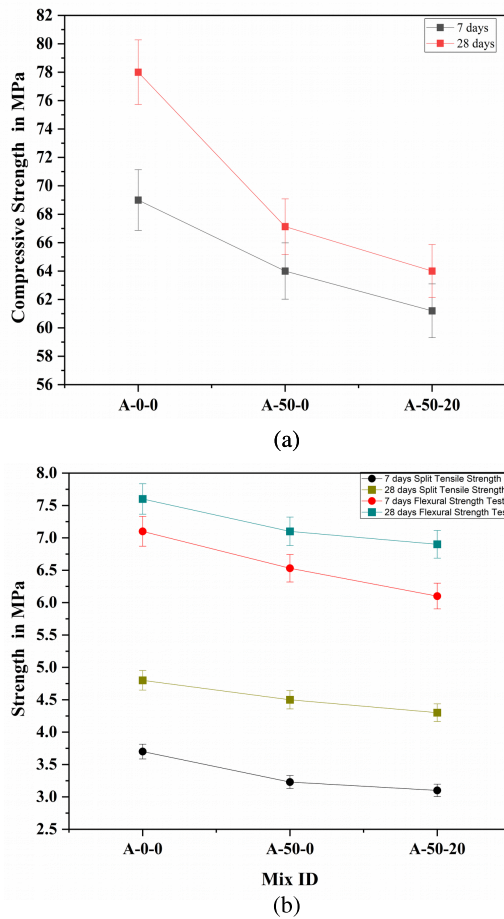 82
80
78
76
74
72
70
68
66
64
62
60
58
56
Compressive Strength in MPa
7 days
28 days
A-0-0
A-50-0
A-50-20
(a)
8.0
7.5
7.0
6.5
6.0
5.5
5.0
4.5
4.0
3.5
3.0
2.5
Strength in MPa
7 days Split Tensile Strength
28 days Split Tensile Strength
7 days Flexural Strength Test
28 days Flexural Strength Test
A-0-0
A-50-0
A-50-20
Mix ID
(b)